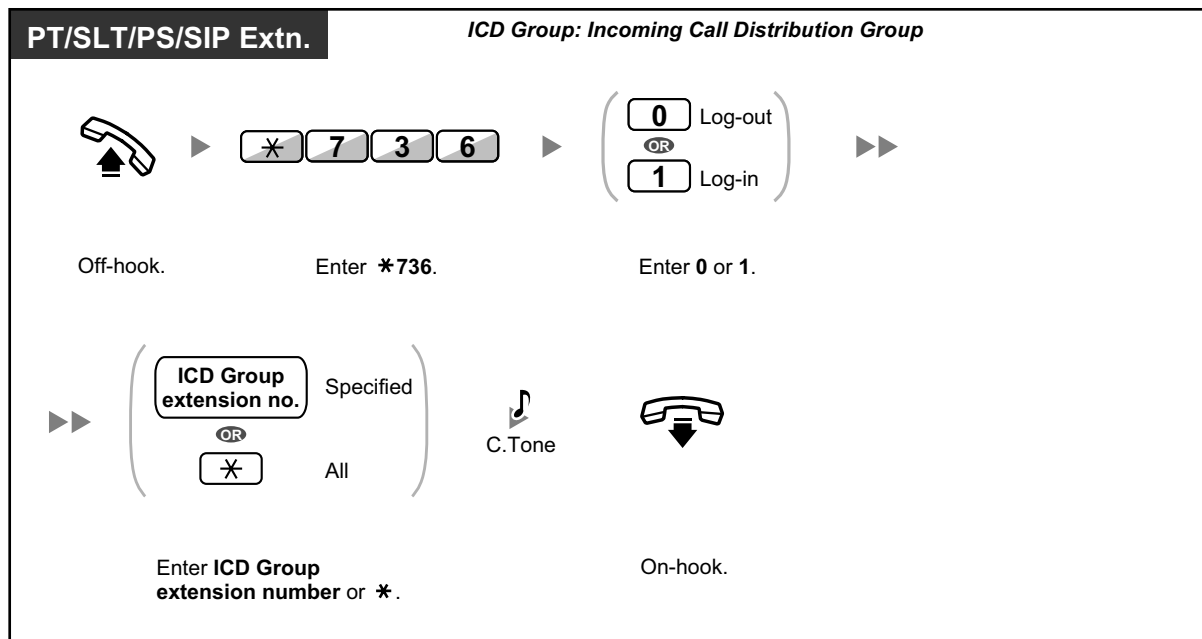 PT/SLT/PS/SIP Extn.
ICD Group: Incoming Call Distribution Group
* 7 3 6
0 Log-out
OR
1 Log-in
Off-hook.
Enter *736.
Enter 0 or 1.
ICD Group
extension no.
Specified
OR
* All
C.Tone
Enter ICD Group
extension number or *.
On-hook.